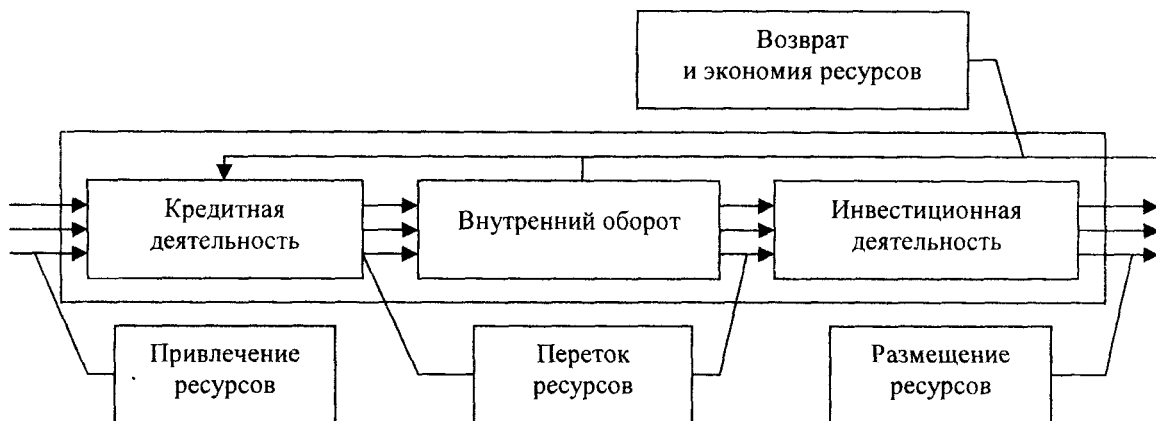 Возврат
и экономия ресурсов
Кредитная
деятельность
Внутренний оборот
Инвестиционная
деятельность
Привлечение
ресурсов
Переток
ресурсов
Размещение
ресурсов